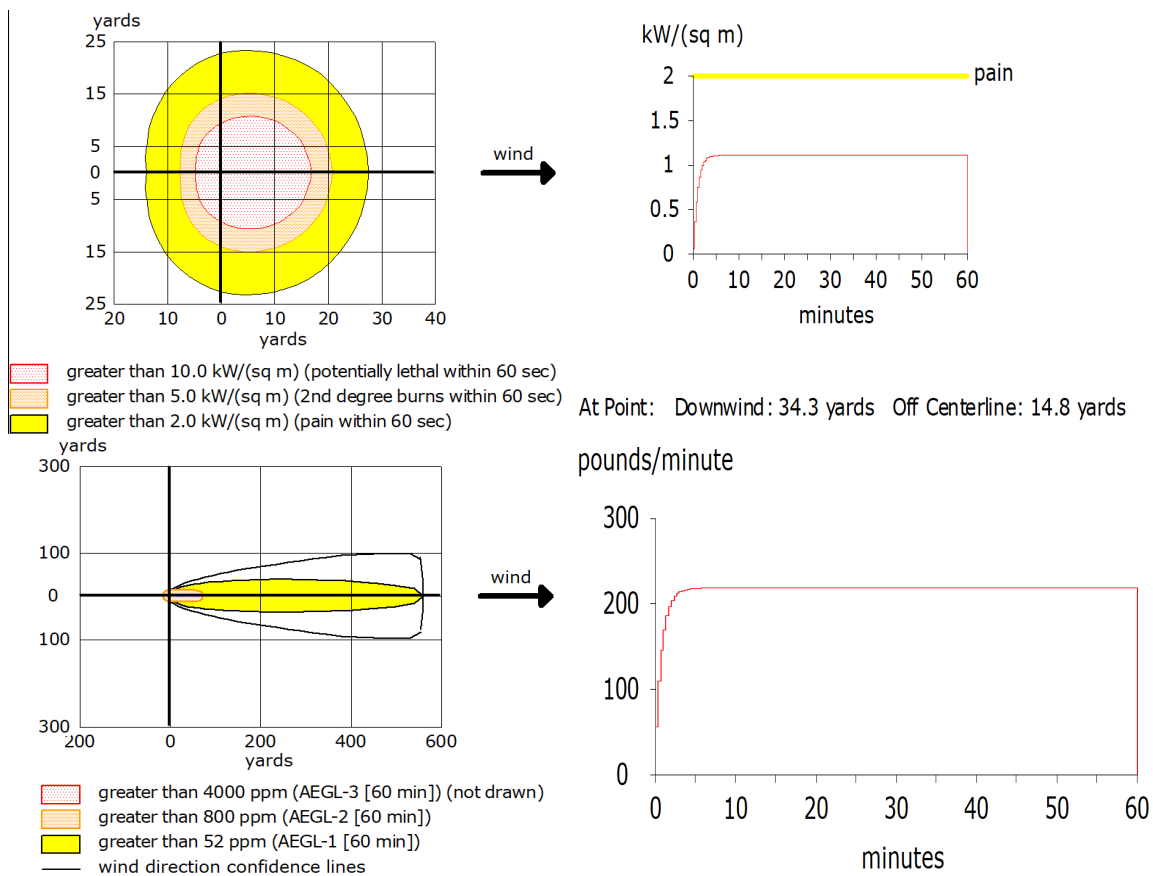 yards
25
15
5
0
5
15
25
20 10 0 10 20 30 40
yards
wind
greater than 10.0 kW/(sq m) (potentially lethal within 60 sec)
greater than 5.0 kW/(sq m) (2nd degree burns within 60 sec)
greater than 2.0 kW/(sq m) (pain within 60 sec)
kW/(sq m)
2
pain
1.5
1
0.5
0
0 10 20 30 40 50 60
minutes
At Point: Downwind: 34.3 yards Off Centerline: 14.8 yards
yards
300
100
0
100
300
200 0 200 400 600
yards
wind
greater than 4000 ppm (AEGL-3 [60 min]) (not drawn)
greater than 800 ppm (AEGL-2 [60 min])
greater than 52 ppm (AEGL-1 [60 min])
wind direction confidence lines
pounds/minute
300
200
100
0
0 10 20 30 40 50 60
minutes